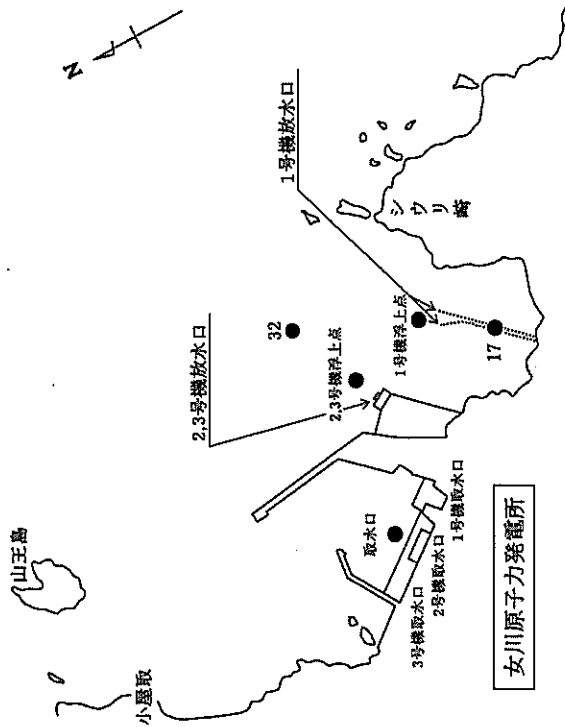 N
山王島
小屋取
2,3号機放水口
1号機放水口
32
2,3号機浮上点
1号機浮上点
17
シウリ崎
取水口
3号機取水口
2号機取水口
1号機取水口
女川原子力発電所